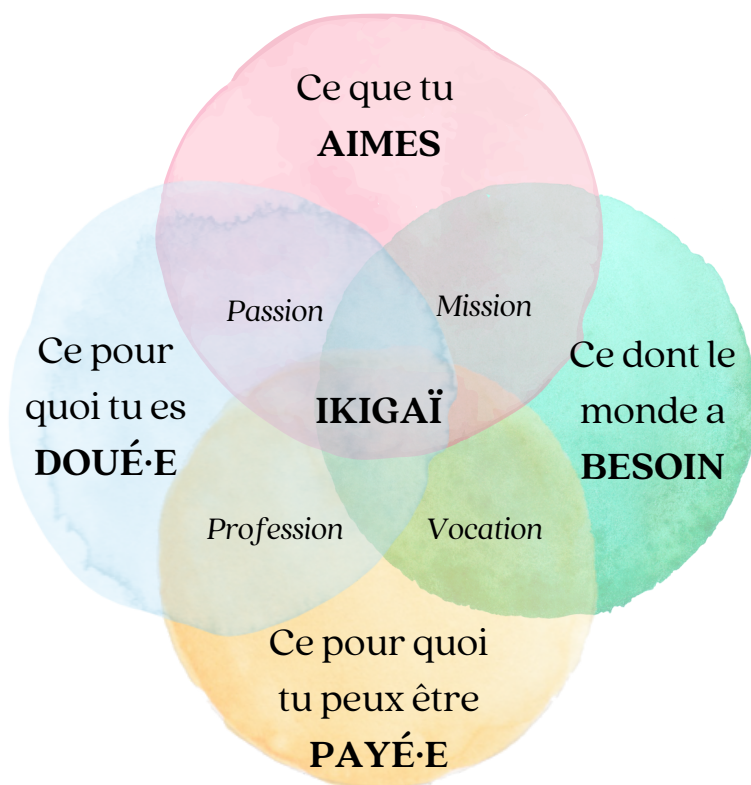 Ce que tu
AIMES
Passion
Mission
Ce pour
quoi tu es
DOUÉ·E
IKIGAÏ
Ce dont le
monde a
BESOIN
Profession
Vocation
Ce pour quoi
tu peux être
PAYÉ·E